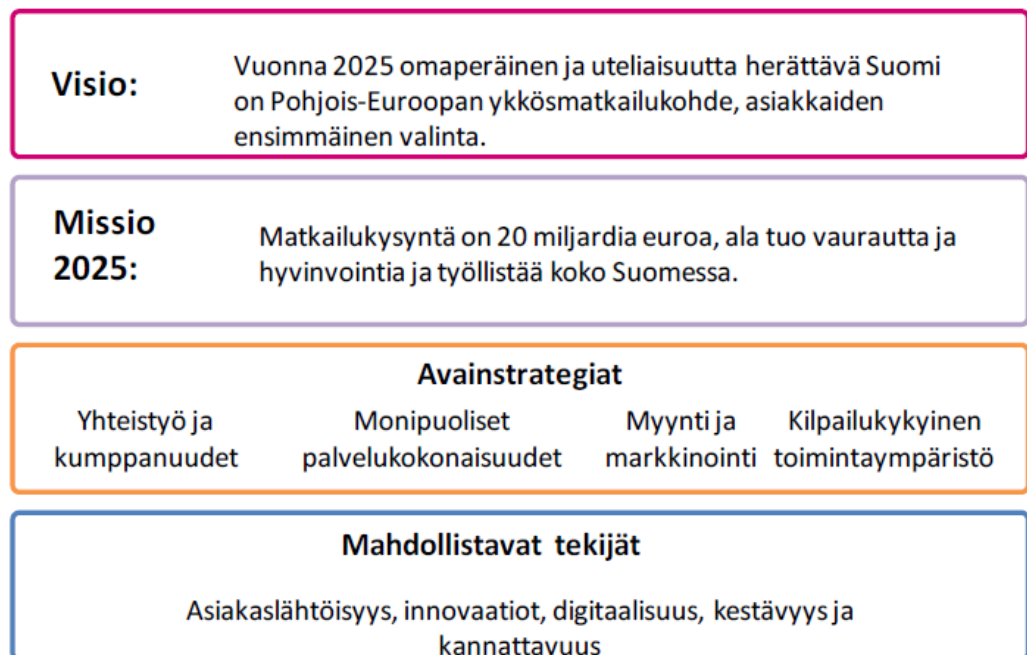 Visio:
Vuonna 2025 omaperäinen ja uteliaisuutta herättävä Suomi
on Pohjois-Euroopan ykkösmatkailukohde, asiakkaiden
ensimmäinen valinta.
Missio
2025:
Matkailukysyntä on 20 miljardia euroa, ala tuo vaurautta ja
hyvinvointia ja työllistää koko Suomessa.
Avainstrategiat
Yhteistyö ja
kumppanuudet
Monipuoliset
palvelukokonaisuudet
Myynti ja
markkinointi
Kilpailukykyinen
toimintaympäristö
Mahdollistavat tekijät
Asiakaslähtöisyys, innovaatiot, digitaalisuus, kestävyys ja
kannattavuus